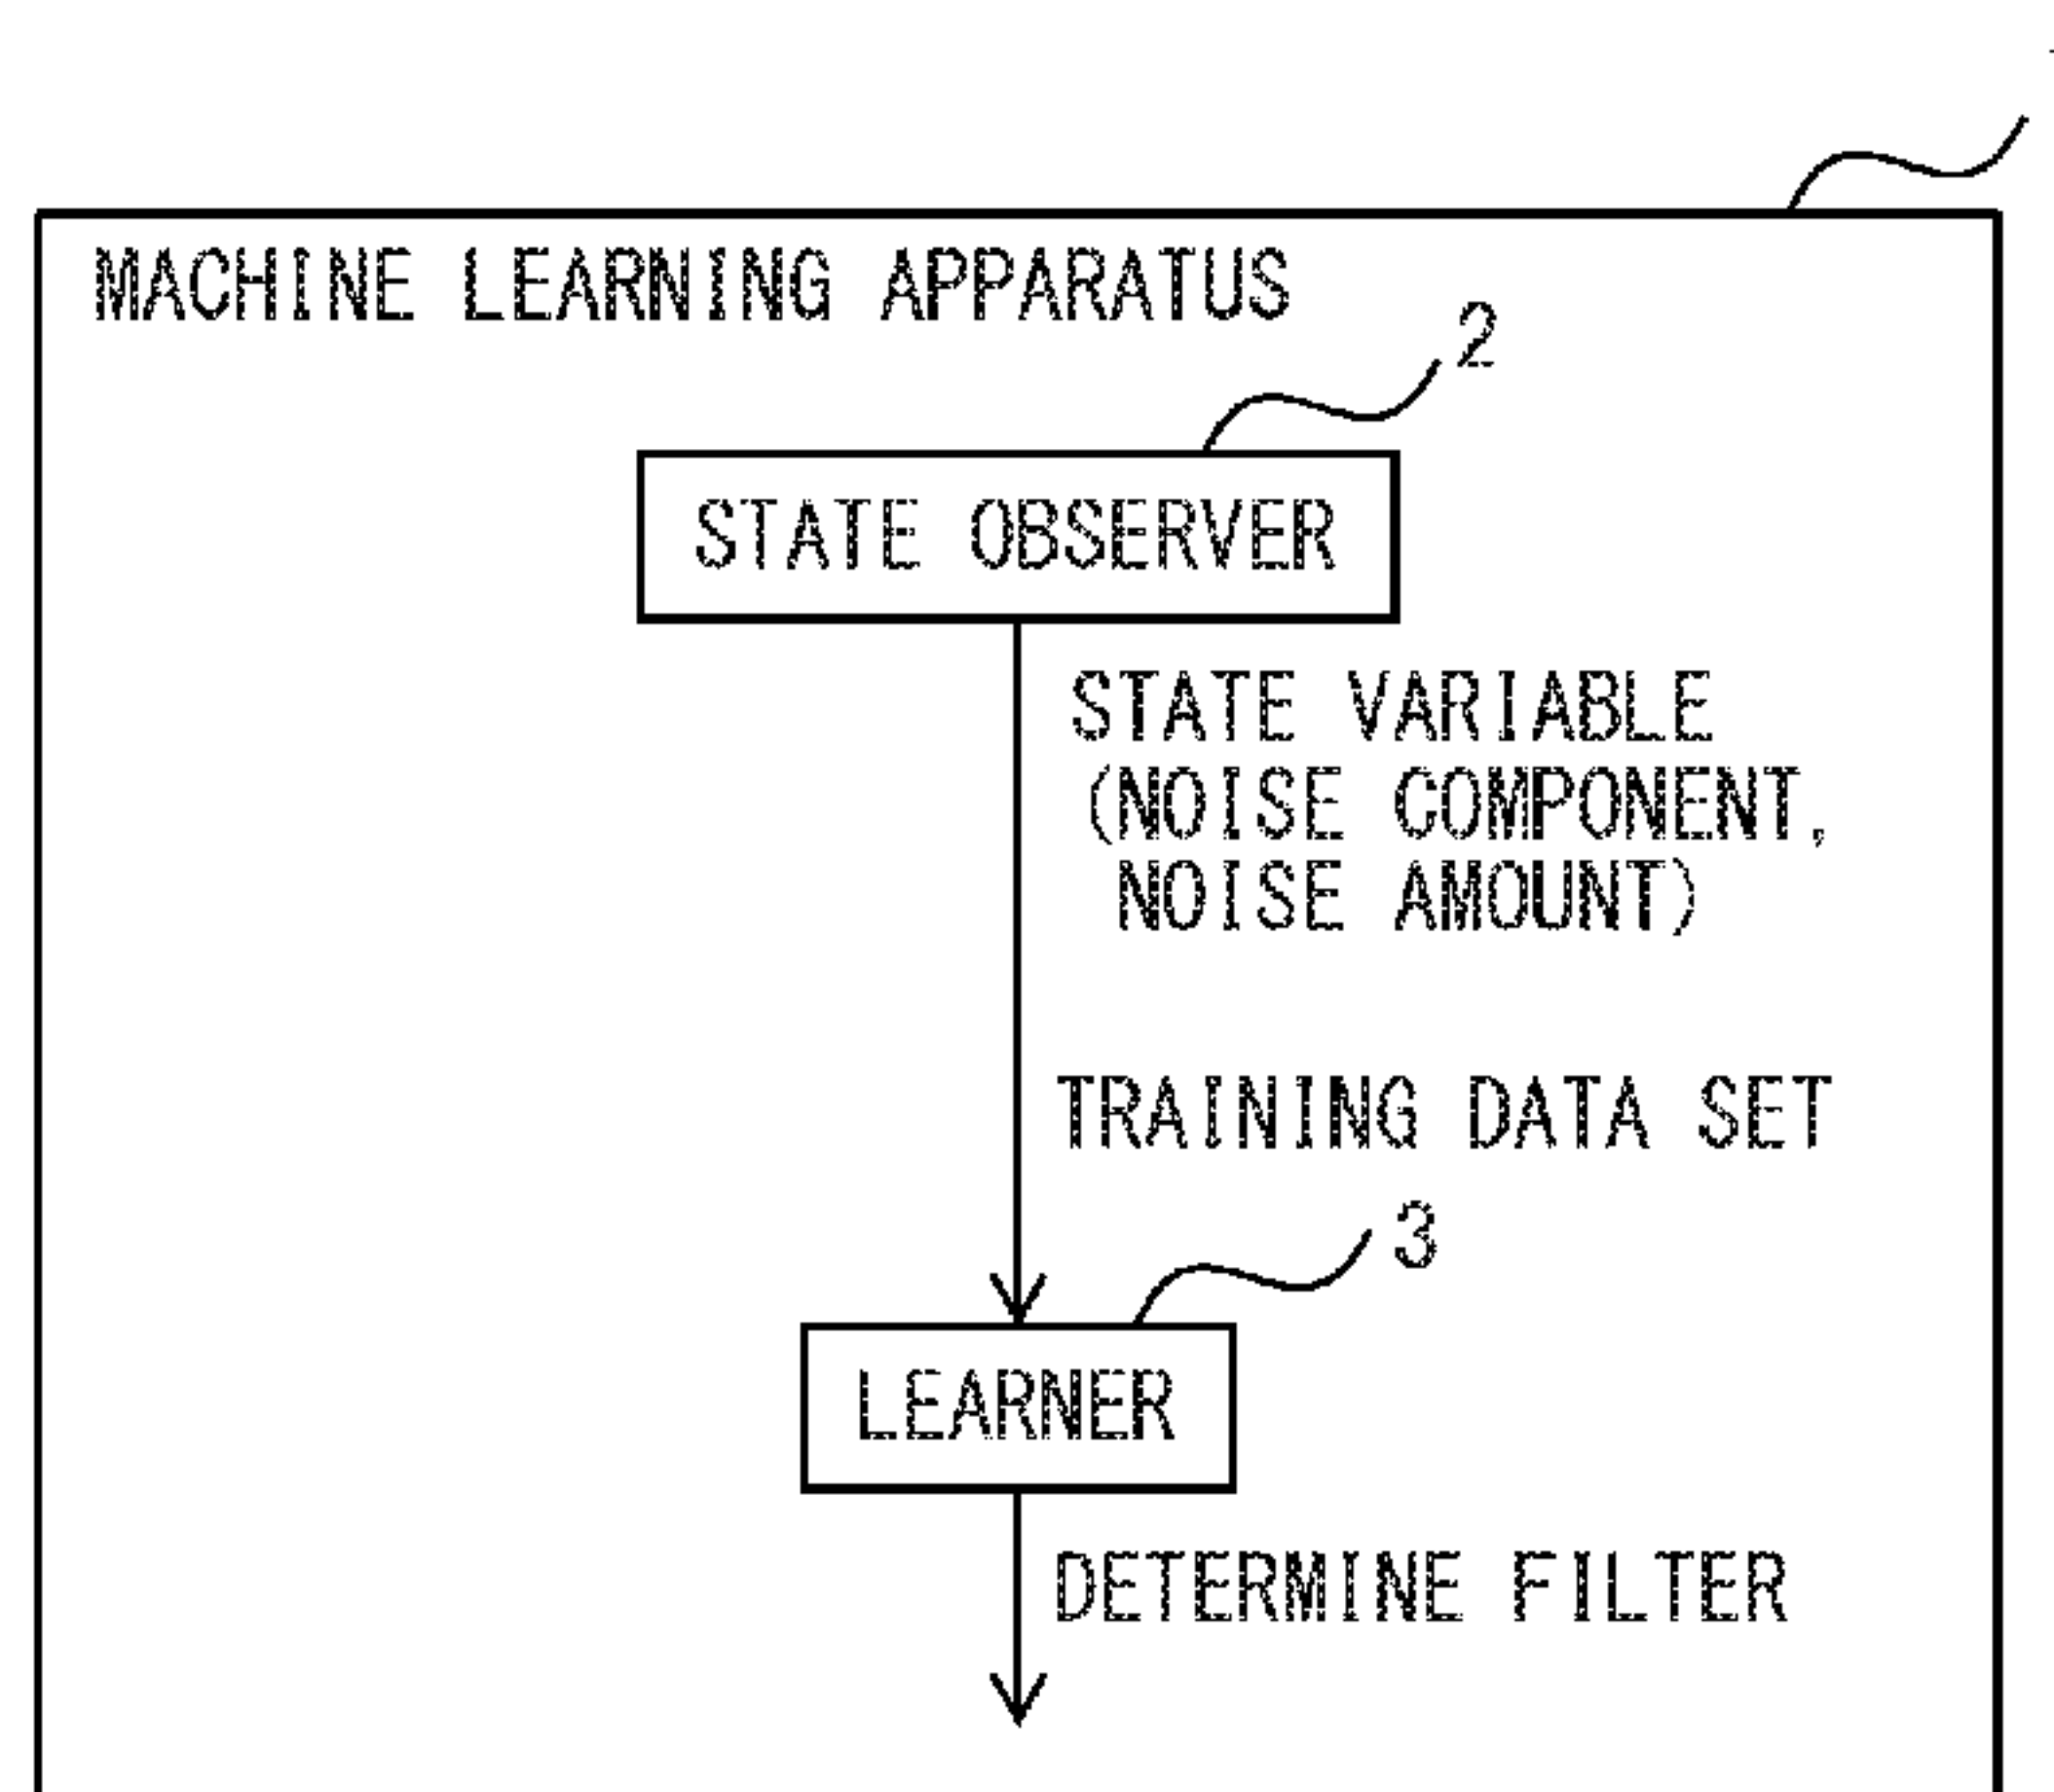 MACHINE LEARNING APPARATUS
2
STATE OBSERVER
STATE VARIABLE
(NOISE COMPONENT,
NOISE AMOUNT)
TRAINING DATA SET
3
LEARNER
DETERMINE FILTER